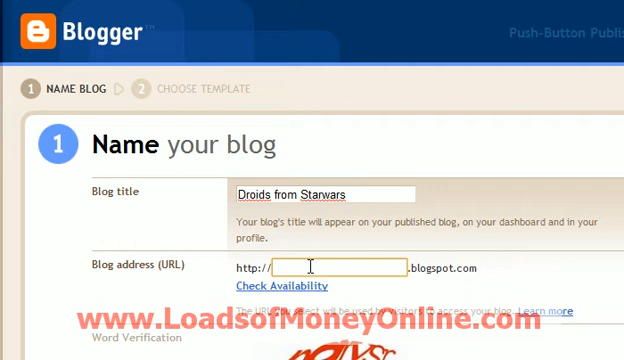 Blogger™
Push-Button Publi
1 NAME BLOG 2 CHOOSE TEMPLATE
1 Name your blog
Blog title
Droids from Starwars
Your blog's title will appear on your published blog, on your dashboard and in your
profile.
Blog address (URL)
http:// .blogspot.com
Check Availability
The URL you select will be used by visitors to access your blog. Learn more
www.LoadsofMoneyOnline.com
Word Verification